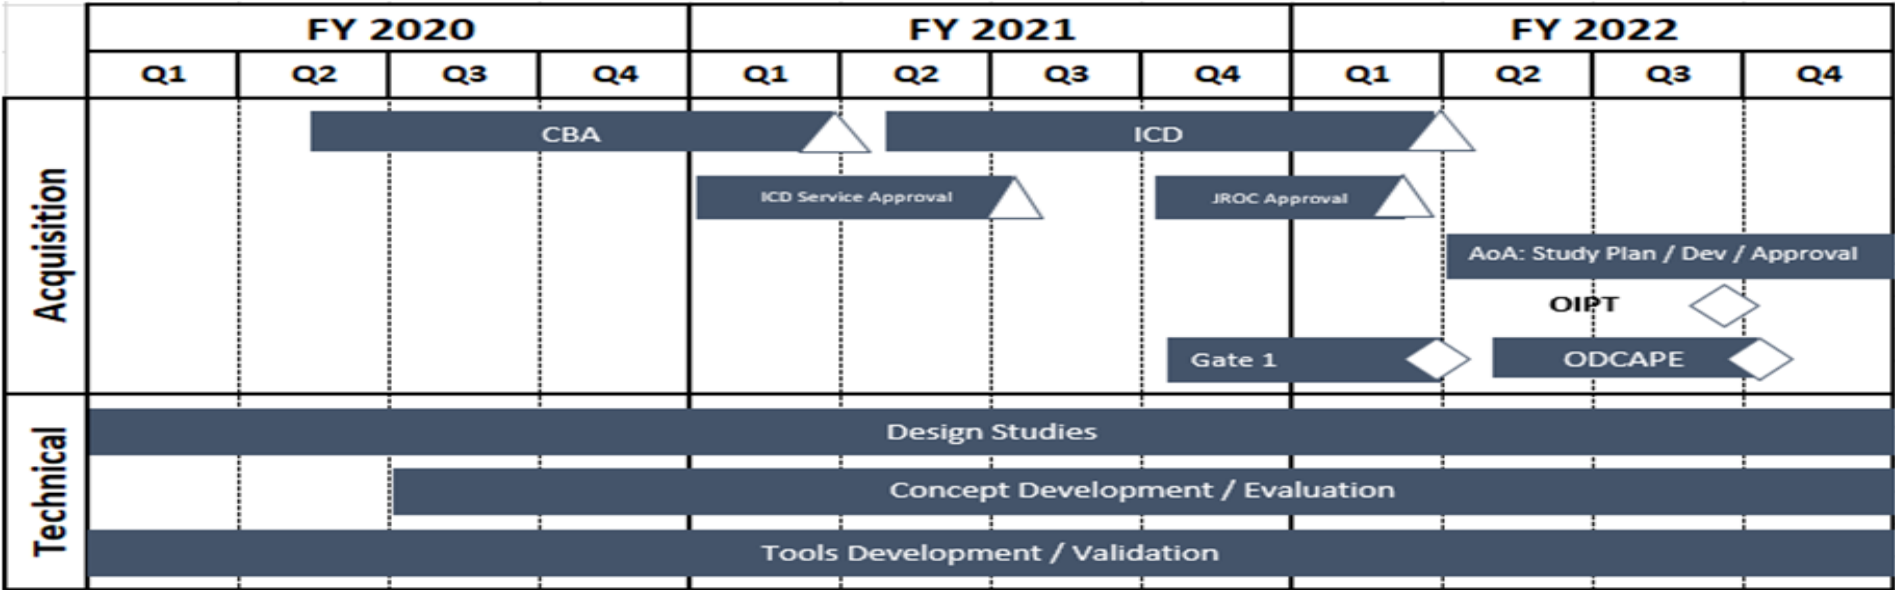 FY 2020 FY 2021 FY 2022
Q1 Q2 Q3 Q4 Q1 Q2 Q3 Q4 Q1 Q2 Q3 Q4
Acquisition
CBA ICD
ICD Service Approval JROC Approval
AoA: Study Plan / Dev / Approval
OIPT
Gate 1 ODCAPE
Technical
Design Studies
Concept Development / Evaluation
Tools Development / Validation